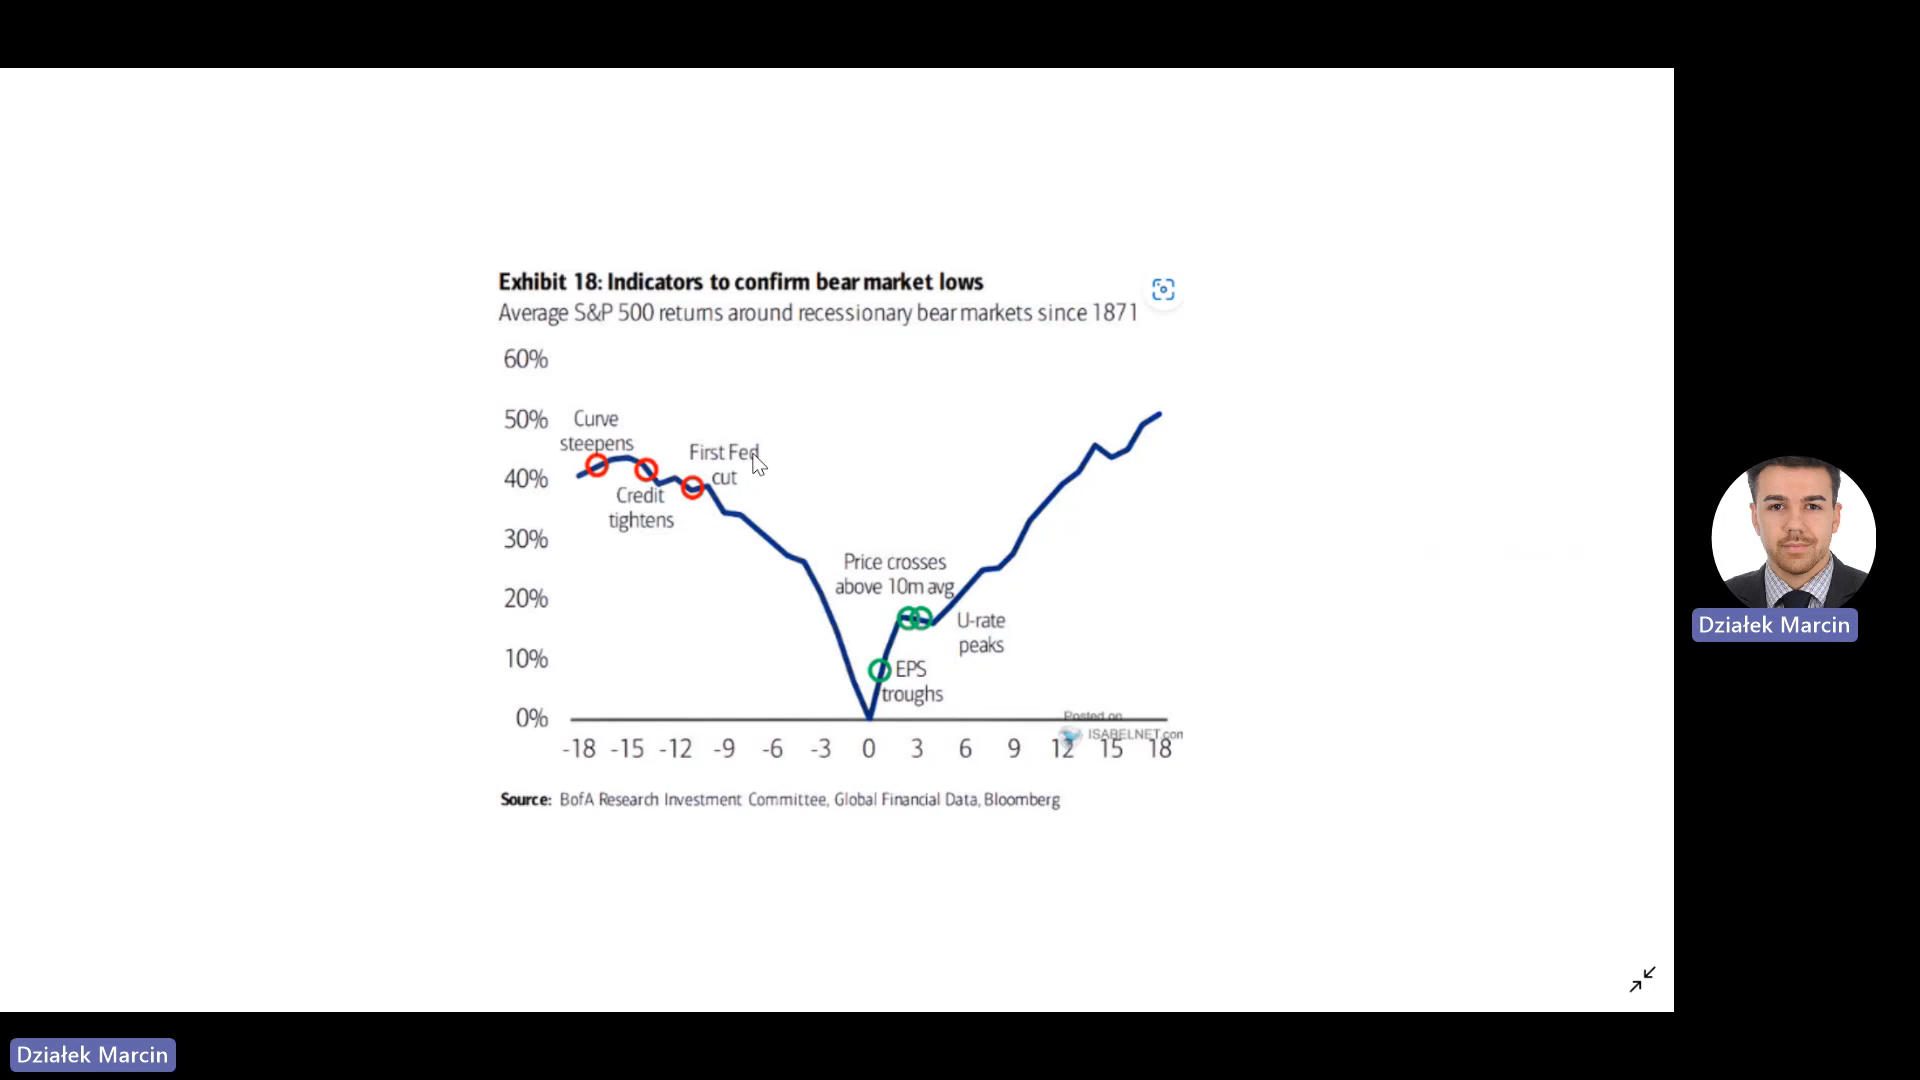 Exhibit 18: Indicators to confirm bear market lows
Average S&P 500 returns around recessionary bear markets since 1871
60%
50%
40%
30%
20%
10%
0%
Curve
steepens
Credit
tightens
First Fed
cut
Price crosses
above 10m avg
U-rate
peaks
EPS
troughs
Posted on
ISABELNET.com
-18 -15 -12 -9 -6 -3 0 3 6 9 12 15 18
Source: BofA Research Investment Committee, Global Financial Data, Bloomberg
Działek Marcin
Działek Marcin